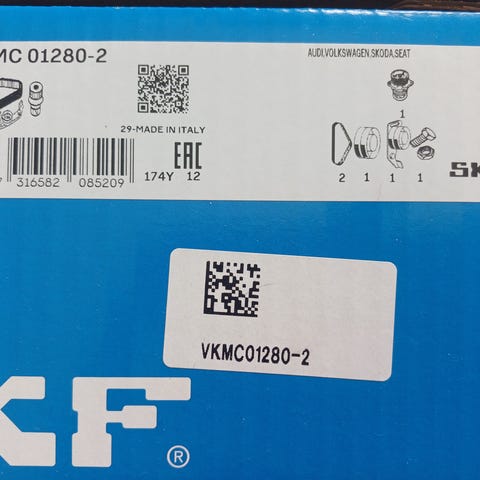 MC 01280-2
AUDI,VOLKSWAGEN,SKODA,SEAT
1
29-MADE IN ITALY
EAC
174Y 12
2 1 1 1
SK
7 316582 085209
VKMC01280-2
KF
®